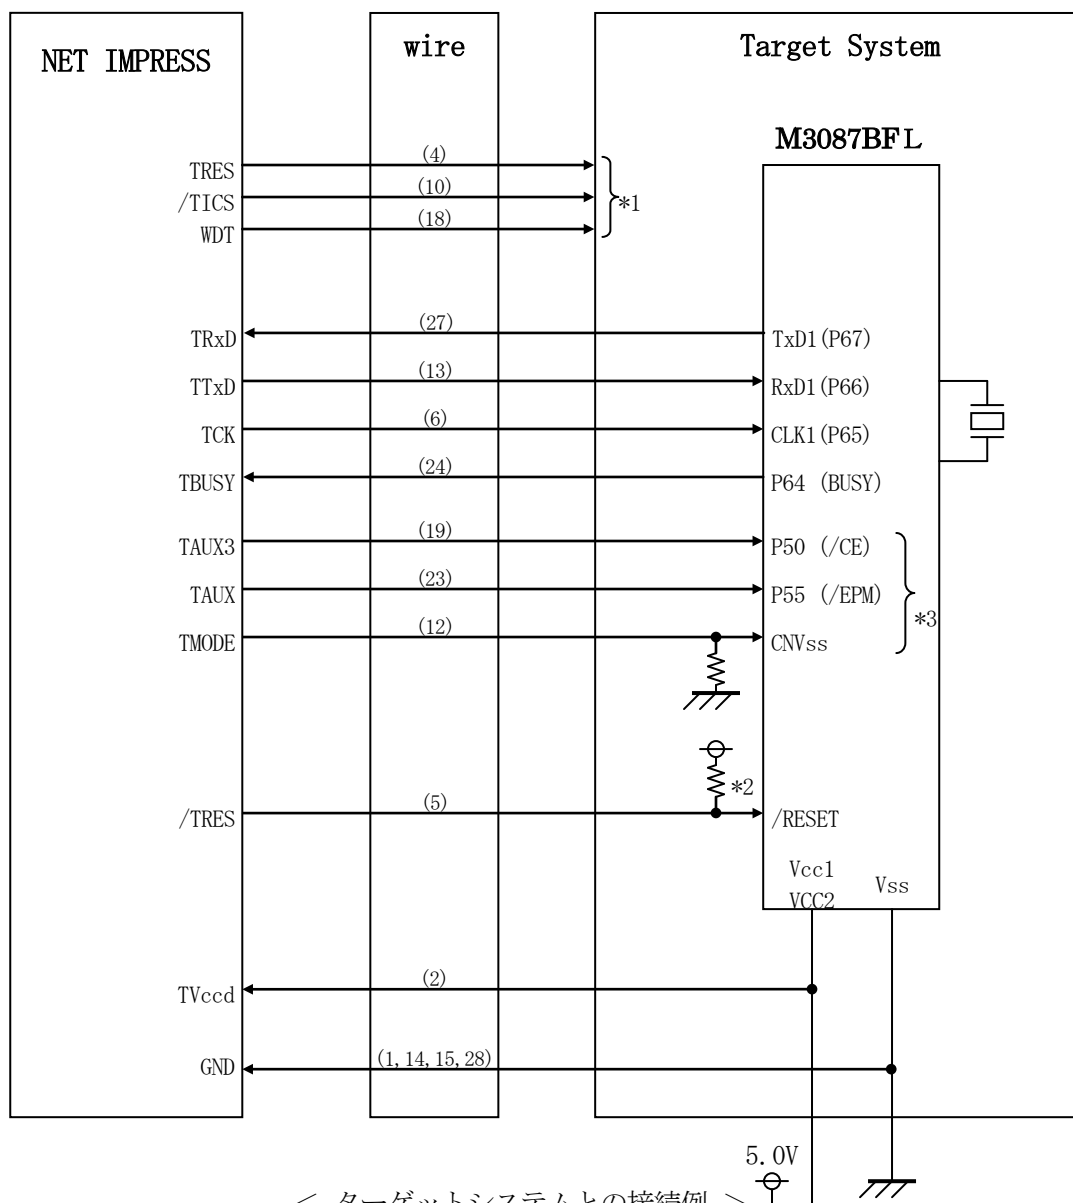 NET IMPRESS
wire
Target System
M3087BFL
TRES
(4)
/TICS
(10)
*1
WDT
(18)
TRxD
(27)
TxD1(P67)
TTxD
(13)
RxD1(P66)
TCK
(6)
CLK1(P65)
TBUSY
(24)
P64 (BUSY)
TAUX3
(19)
P50 (/CE)
TAUX
(23)
P55 (/EPM)
*3
TMODE
(12)
CNVss
*2
/TRES
(5)
/RESET
Vcc1
VCC2
Vss
TVccd
(2)
GND
(1,14,15,28)
5.0V
< ターゲットシステムとの接続例 >